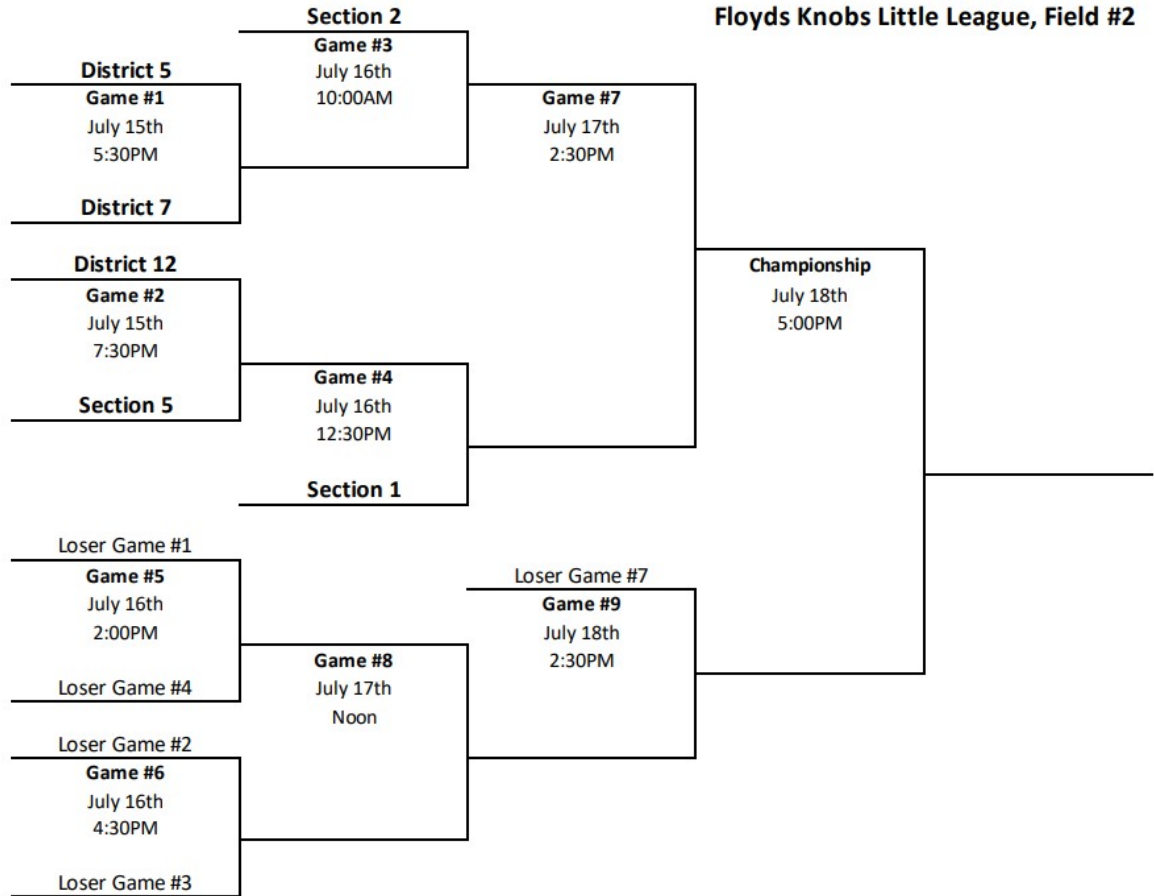 Floyds Knobs Little League, Field #2
Section 2
Game #3
July 16th
10:00AM
District 5
Game #1
July 15th
5:30PM
District 7
Game #7
July 17th
2:30PM
District 12
Game #2
July 15th
7:30PM
Section 5
Game #4
July 16th
12:30PM
Section 1
Championship
July 18th
5:00PM
Loser Game #1
Game #5
July 16th
2:00PM
Loser Game #4
Loser Game #7
Game #9
July 18th
2:30PM
Game #8
July 17th
Noon
Loser Game #2
Game #6
July 16th
4:30PM
Loser Game #3